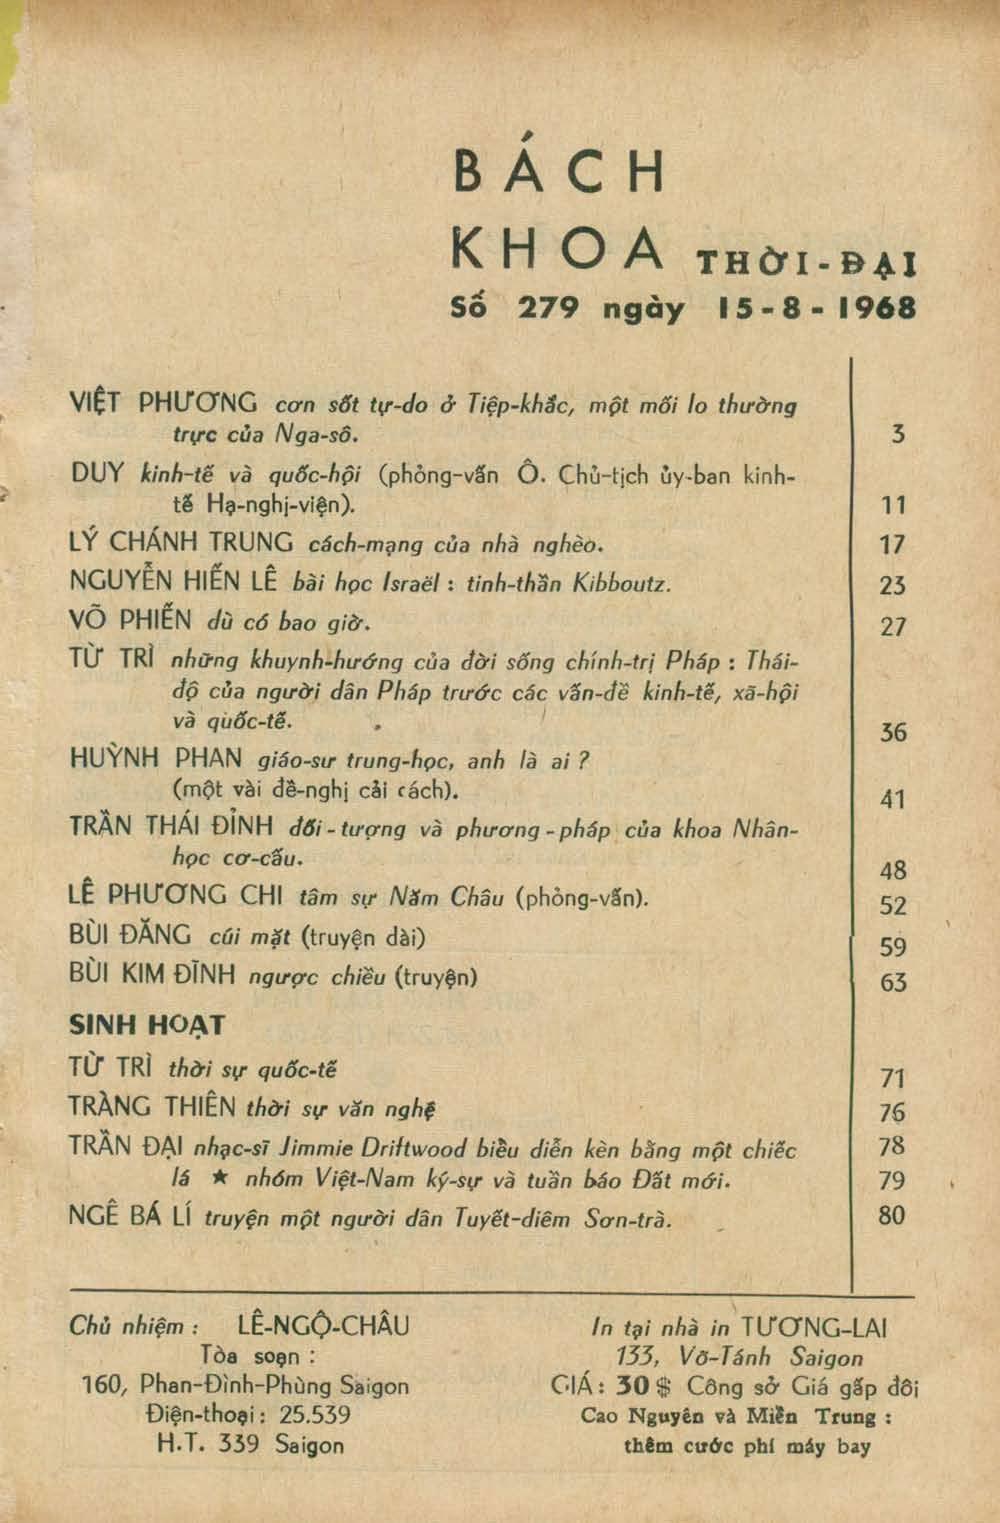 BÁCH
KHOA THỜI-ĐẠI
Số 279 ngày 15-8-1968
VIỆT PHƯƠNG cơn sốt tự-do ở Tiệp-khắc, một mối lo thường
trực của Nga-sô. 3
DUY kinh-tế và quốc-hội (phỏng-vấn Ô. Chủ-tịch ủy-ban kinh-
tế Hạ-nghị-viện). 11
LÝ CHÁNH TRUNG cách-mạng của nhà nghèo. 17
NGUYỄN HIẾN LÊ bài học Israël : tinh-thần Kibboutz. 23
VÕ PHIẾN dù có bao giờ. 27
TỪ TRÌ những khuynh-hướng của đời sống chính-trị Pháp : Thái-
độ của người dân Pháp trước các vấn-đề kinh-tế, xã-hội
và quốc-tế. 36
HUỲNH PHAN giáo-sư trung-học, anh là ai ?
(một vài đề-nghị cải cách). 41
TRẦN THÁI ĐỈNH đối-tượng và phương-pháp của khoa Nhân-
học cơ-cấu. 48
LÊ PHƯƠNG CHI tâm sự Năm Châu (phỏng-vấn). 52
BÙI ĐĂNG cúi mặt (truyện dài) 59
BÙI KIM ĐĨNH ngược chiều (truyện) 63
SINH HOẠT
TỪ TRÌ thời sự quốc-tế 71
TRÀNG THIÊN thời sự văn nghệ 76
TRẦN ĐẠI nhạc-sĩ Jimmie Driftwood biểu diễn kèn bằng một chiếc 78
lá ★ nhóm Việt-Nam ký-sự và tuần báo Đất mới. 79
NGÊ BÁ LÍ truyện một người dân Tuyết-diêm Sơn-trà. 80
Chủ nhiệm : LÊ-NGỘ-CHÂU
Tòa soạn :
160, Phan-Đình-Phùng Saigon
Điện-thoại : 25.539
H.T. 339 Saigon
In tại nhà in TƯƠNG-LAI
133, Võ-Tánh Saigon
GIÁ : 30$ Công sở Giá gấp đôi
Cao Nguyên và Miền Trung :
thêm cước phí máy bay